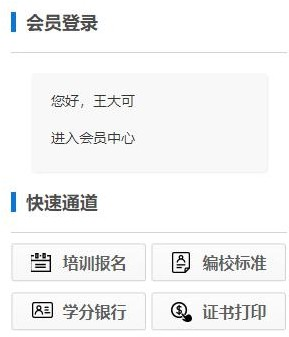 会员登录
您好，王大可
进入会员中心
快速通道
培训报名 编校标准
学分银行 证书打印